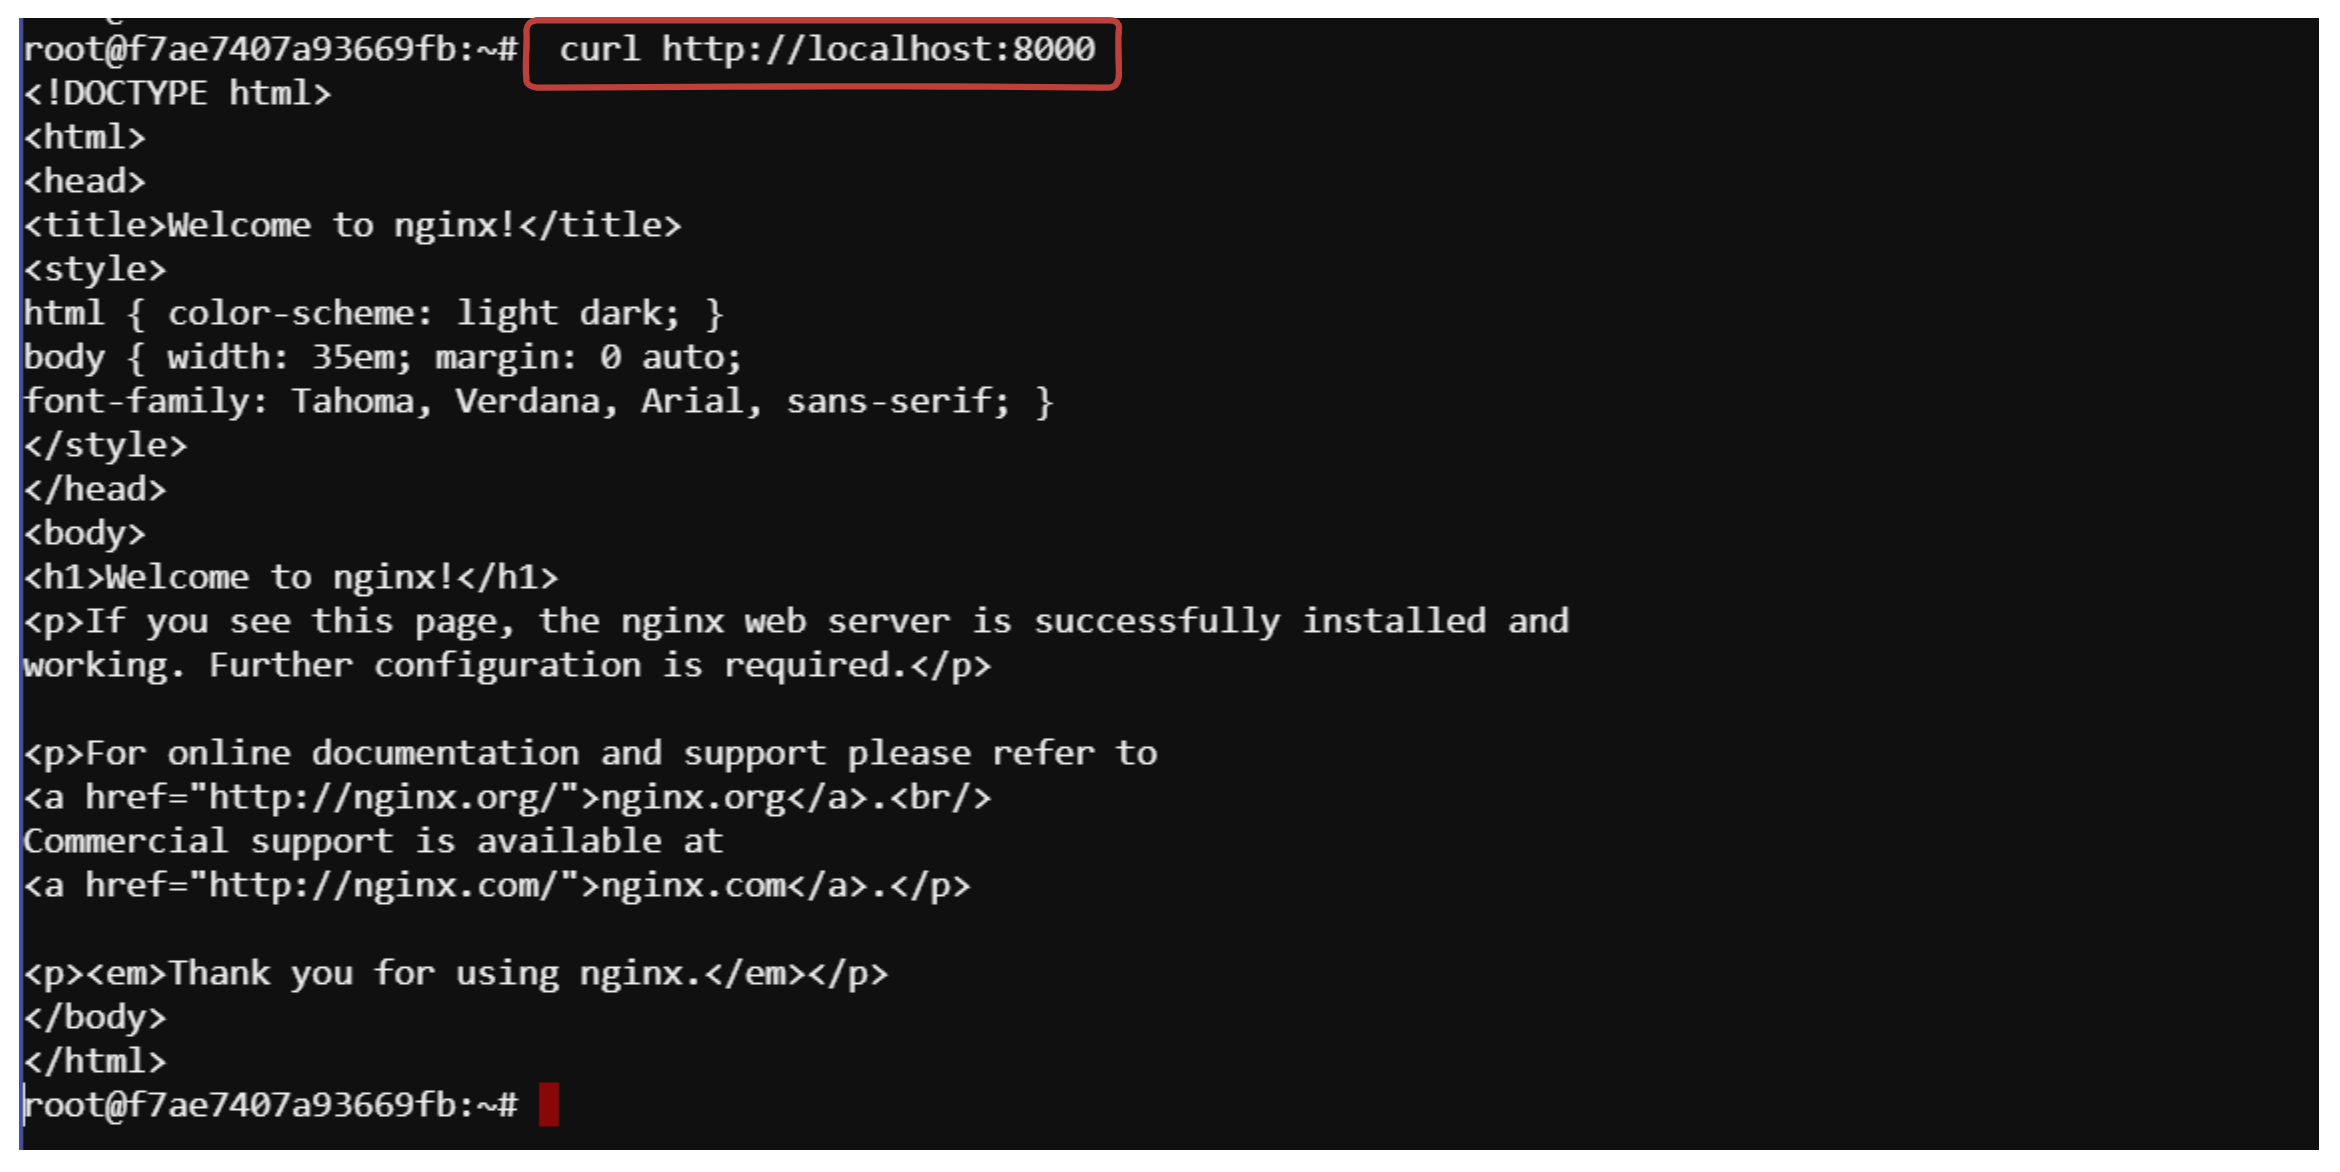 root@f7ae7407a93669fb:~# curl http://localhost:8000
<!DOCTYPE html>
<html>
<head>
<title>Welcome to nginx!</title>
<style>
html { color-scheme: light dark; }
body { width: 35em; margin: 0 auto;
font-family: Tahoma, Verdana, Arial, sans-serif; }
</style>
</head>
<body>
<h1>Welcome to nginx!</h1>
<p>If you see this page, the nginx web server is successfully installed and
working. Further configuration is required.</p>

<p>For online documentation and support please refer to
<a href="http://nginx.org/">nginx.org</a>.<br/>
Commercial support is available at
<a href="http://nginx.com/">nginx.com</a>.</p>

<p><em>Thank you for using nginx.</em></p>
</body>
</html>
root@f7ae7407a93669fb:~#